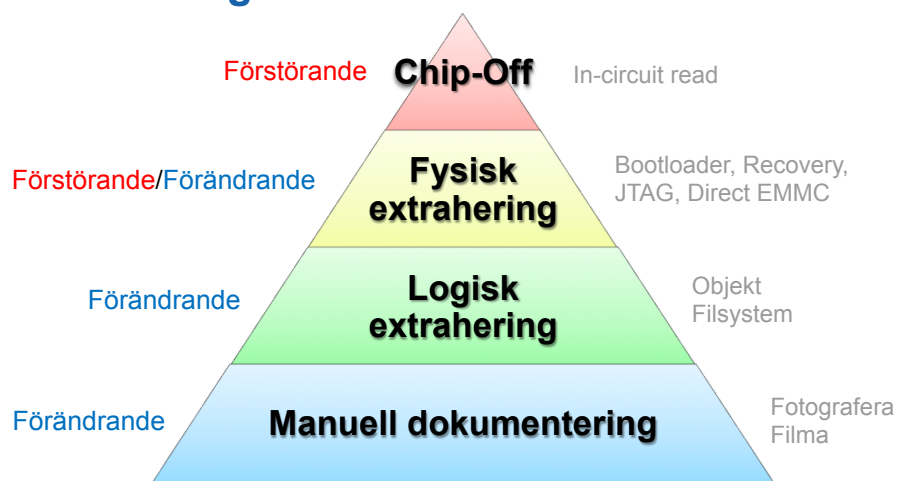 Förstörande
Chip-Off
In-circuit read
Förstörande/Förändrande
Fysisk
extrahering
Bootloader, Recovery,
JTAG, Direct EMMC
Förändrande
Logisk
extrahering
Objekt
Filsystem
Förändrande
Manuell dokumentering
Fotografera
Filma